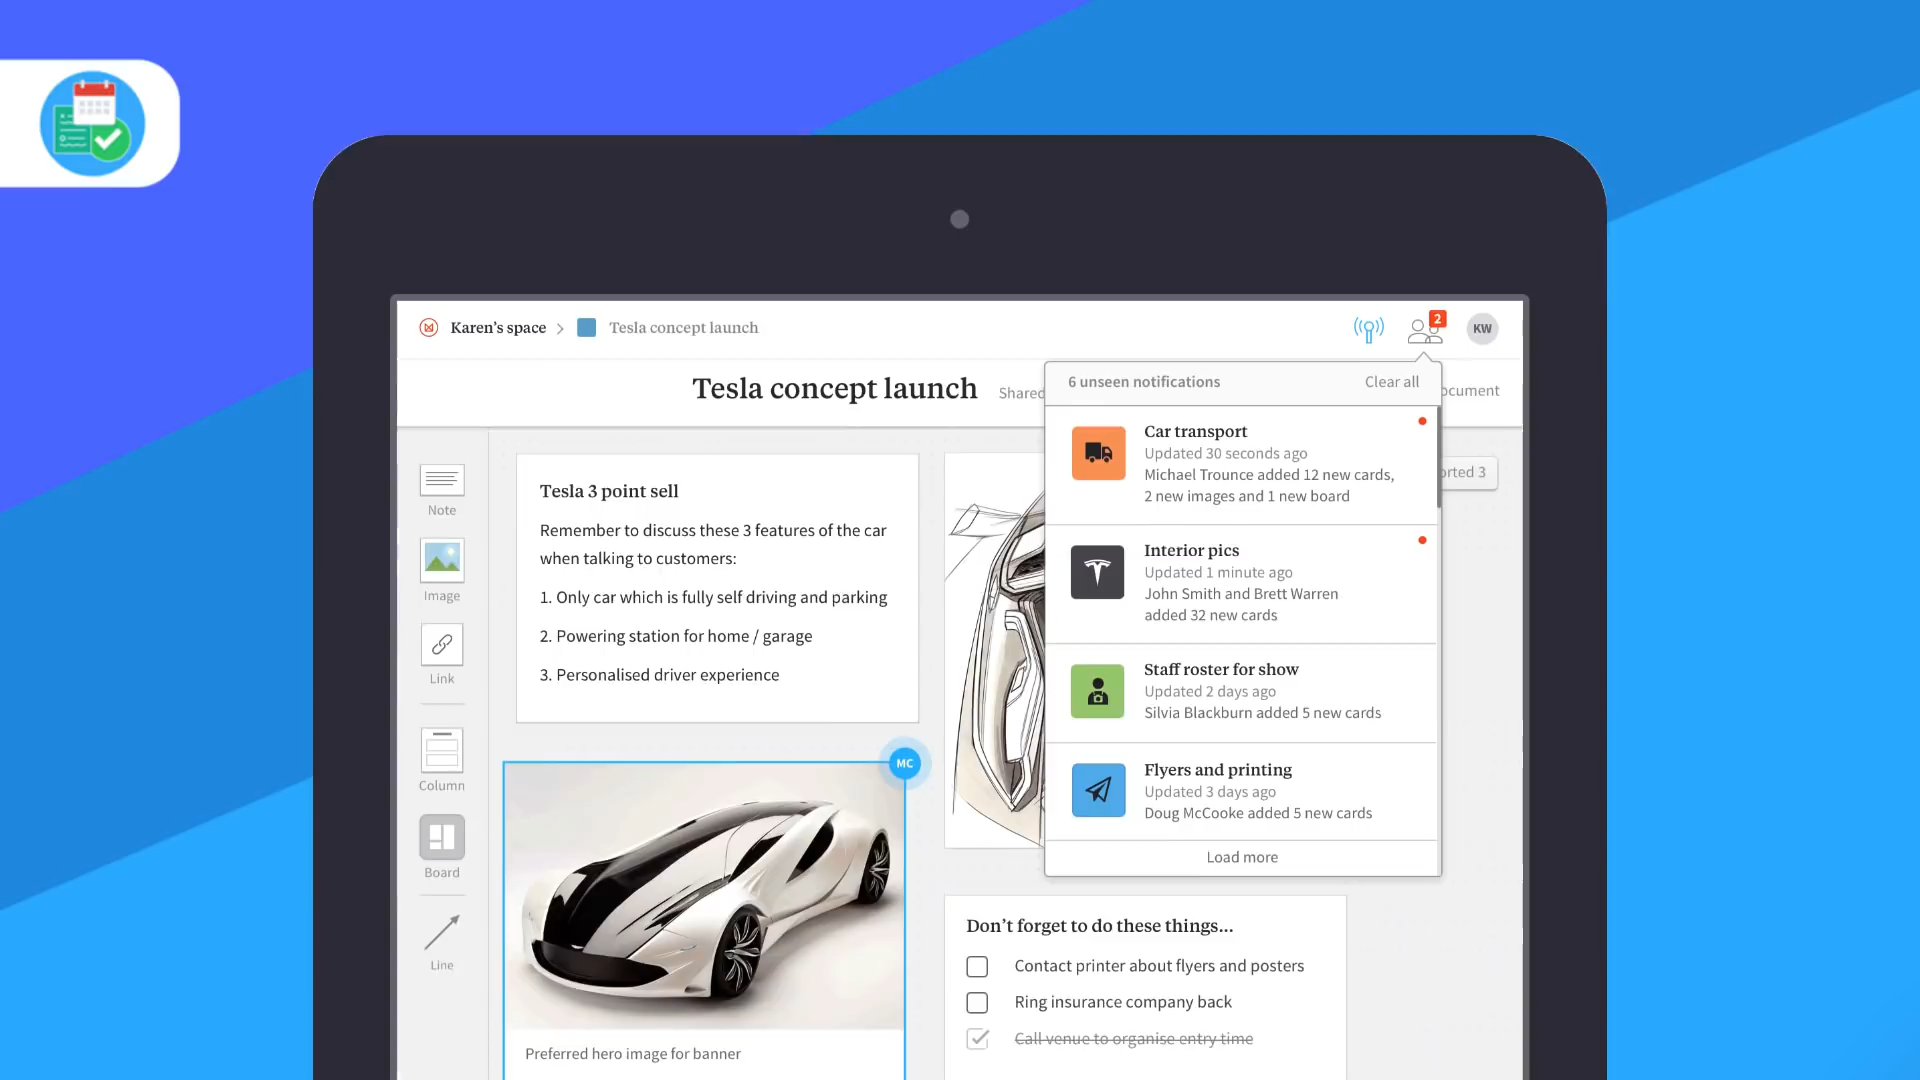 Karen's space
Tesla concept launch
2
KW
Tesla concept launch
Shared
ocument
6 unseen notifications
Clear all
Car transport
Updated 30 seconds ago
Michael Trounce added 12 new cards,
2 new images and 1 new board
Interior pics
Updated 1 minute ago
John Smith and Brett Warren
added 32 new cards
Staff roster for show
Updated 2 days ago
Silvia Blackburn added 5 new cards
Flyers and printing
Updated 3 days ago
Doug McCooke added 5 new cards
Load more
orted 3
Note
Image
Link
Column
Board
Line
Tesla 3 point sell
Remember to discuss these 3 features of the car
when talking to customers:
1. Only car which is fully self driving and parking
2. Powering station for home / garage
3. Personalised driver experience
MC
Preferred hero image for banner
Don't forget to do these things...
Contact printer about flyers and posters
Ring insurance company back
Call venue to organise entry time